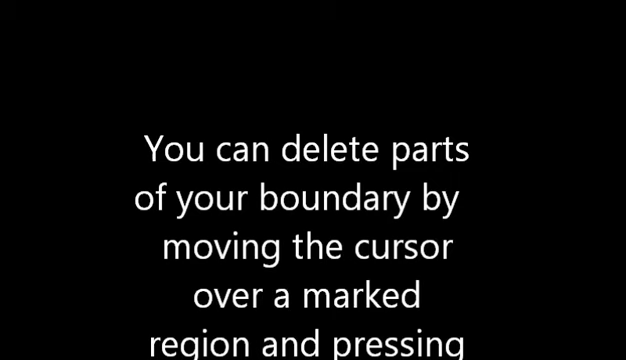 You can delete parts
of your boundary by
moving the cursor
over a marked
region and pressing